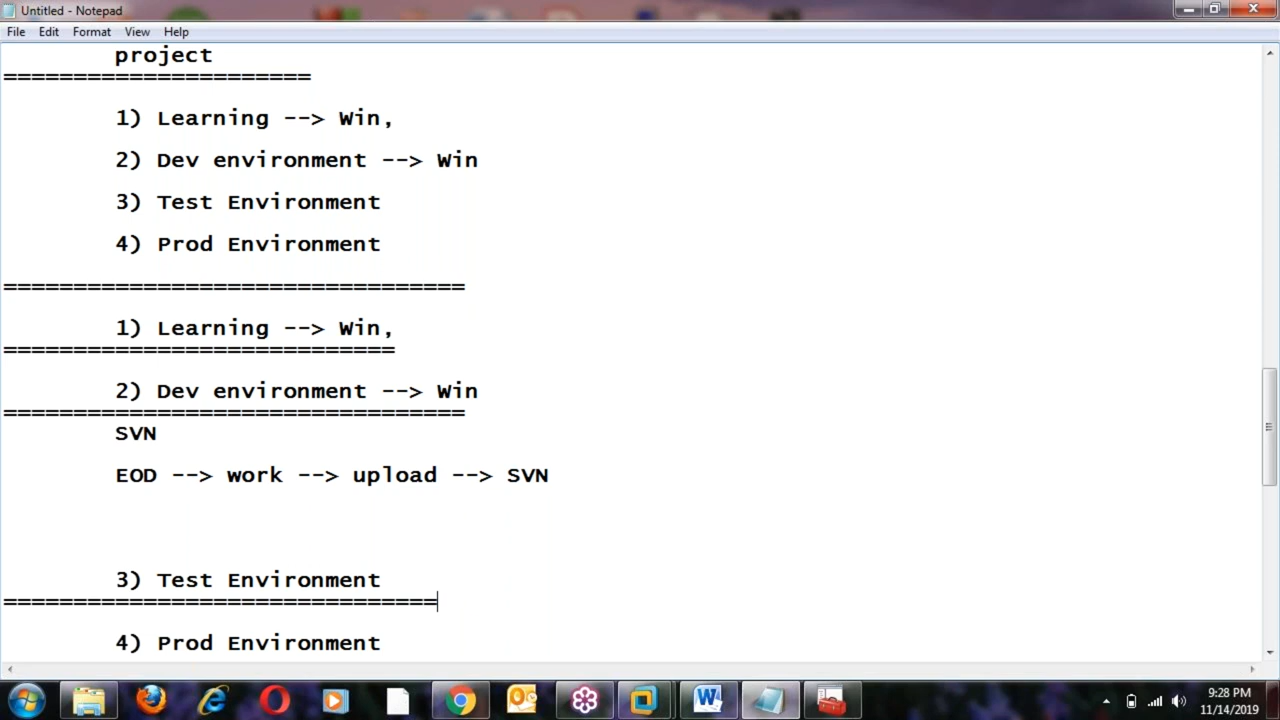 Untitled - Notepad
File Edit Format View Help
project
======================
1) Learning --> Win,
2) Dev environment --> Win
3) Test Environment
4) Prod Environment
=================================
1) Learning --> Win,
============================
2) Dev environment --> Win
=================================
SVN
EOD --> work --> upload --> SVN
3) Test Environment
===============================
4) Prod Environment
9:28 PM
11/14/2019